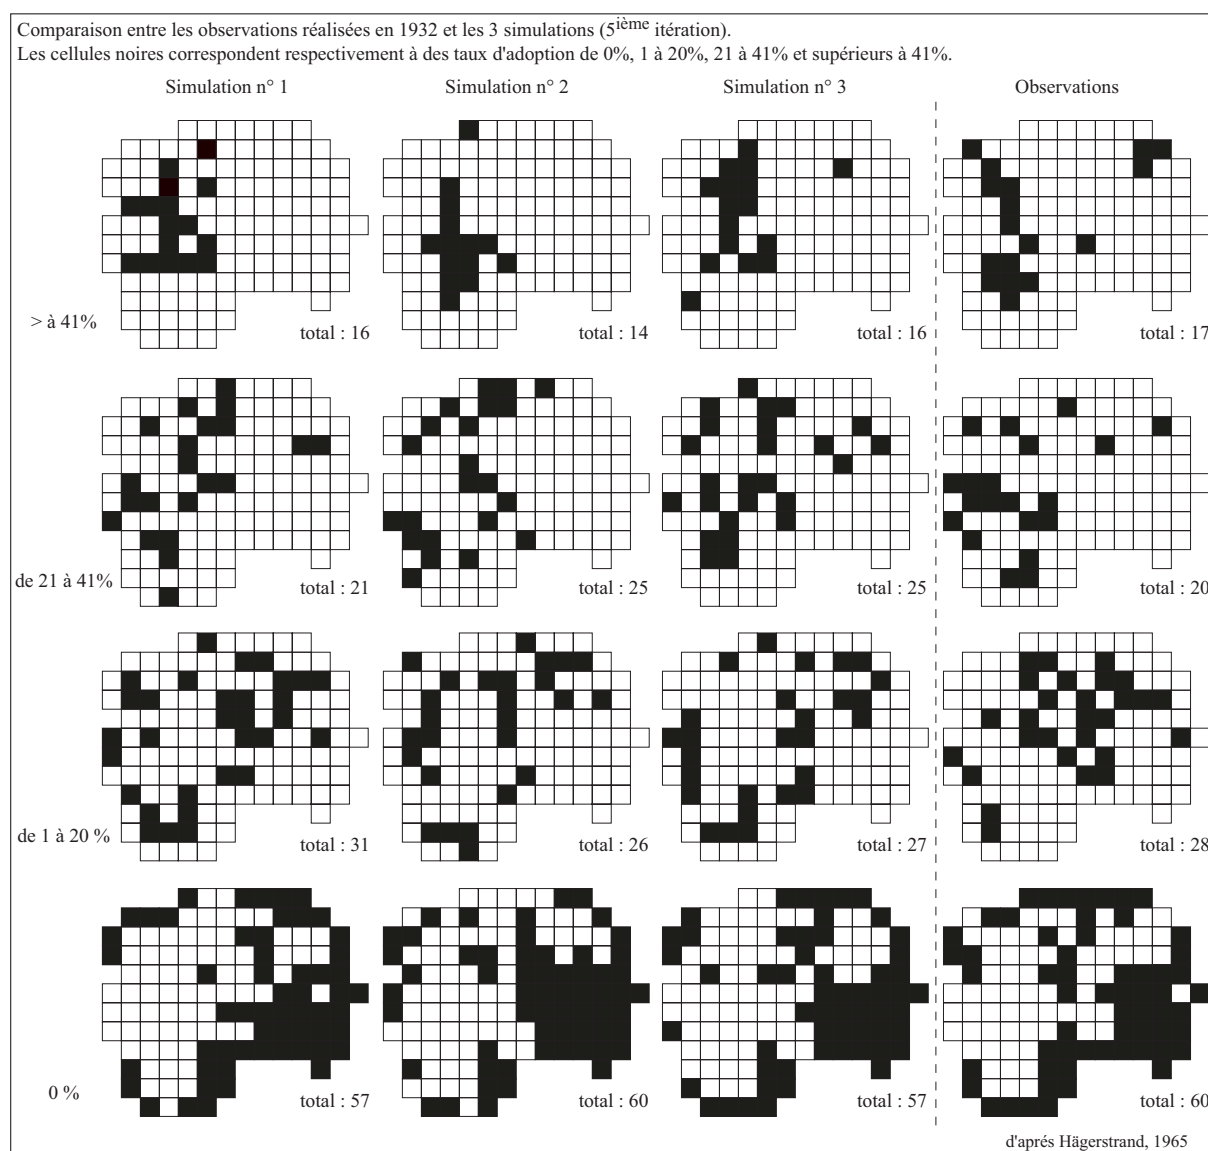 Comparaison entre les observations réalisées en 1932 et les 3 simulations (5ième itération).
Les cellules noires correspondent respectivement à des taux d'adoption de 0%, 1 à 20%, 21 à 41% et supérieurs à 41%.
Simulation n° 1 Simulation n° 2 Simulation n° 3 Observations
> à 41% total : 16 total : 14 total : 16 total : 17
de 21 à 41% total : 21 total : 25 total : 25 total : 20
de 1 à 20 % total : 31 total : 26 total : 27 total : 28
0 % total : 57 total : 60 total : 57 total : 60
d'aprés Hägerstrand, 1965